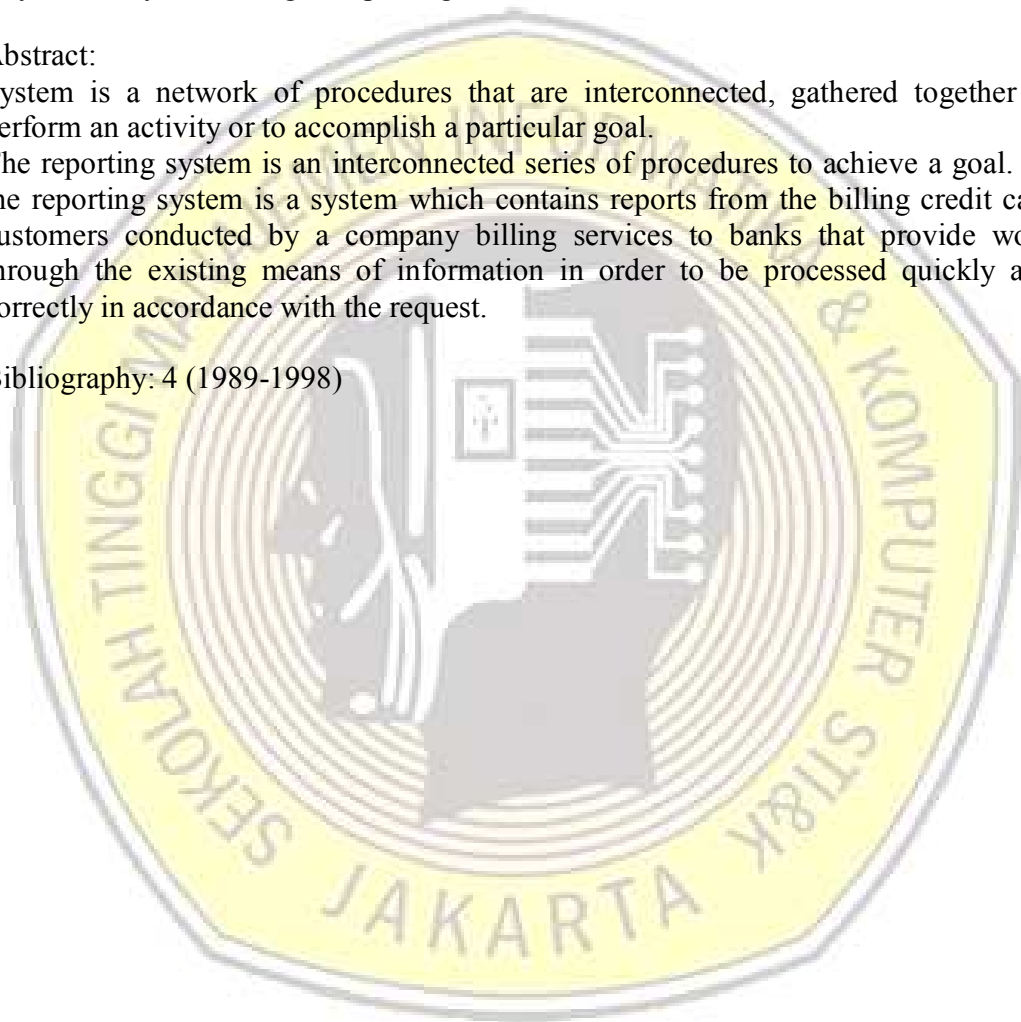 bstract:
ystem is a network of procedures that are interconnected, gathered together
erform an activity or to accomplish a particular goal.
he reporting system is an interconnected series of procedures to achieve a goal.
he reporting system is a system which contains reports from the billing credit ca
ustomers conducted by a company billing services to banks that provide wo
hrough the existing means of information in order to be processed quickly a
orrectly in accordance with the request.
ibliography: 4 (1989-1998)
SEKOLAH TINGGI MANAJEMEN INFORMATIKA & KOMPUTER STI&K
JAKARTA